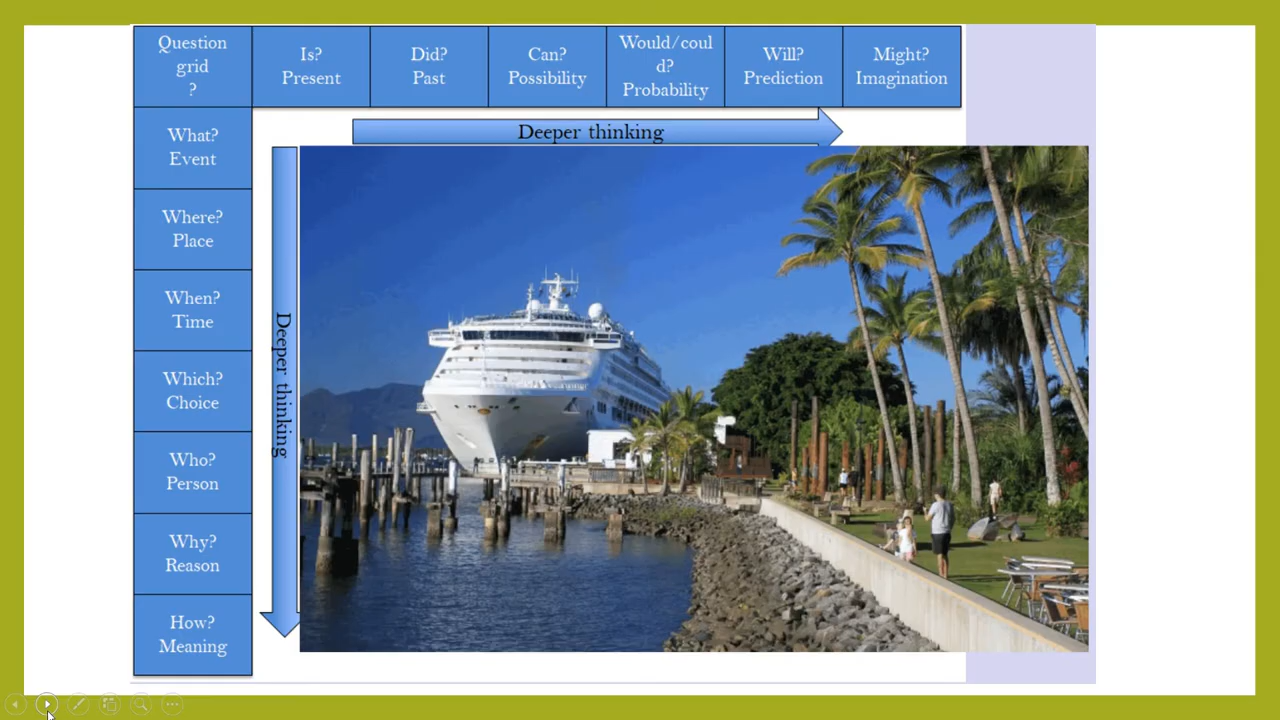 Question
grid
?
Is?
Present
Did?
Past
Can?
Possibility
Would/coul
d?
Probability
Will?
Prediction
Might?
Imagination
Deeper thinking
What?
Event
Where?
Place
When?
Time
Which?
Choice
Who?
Person
Why?
Reason
How?
Meaning
Deeper thinking